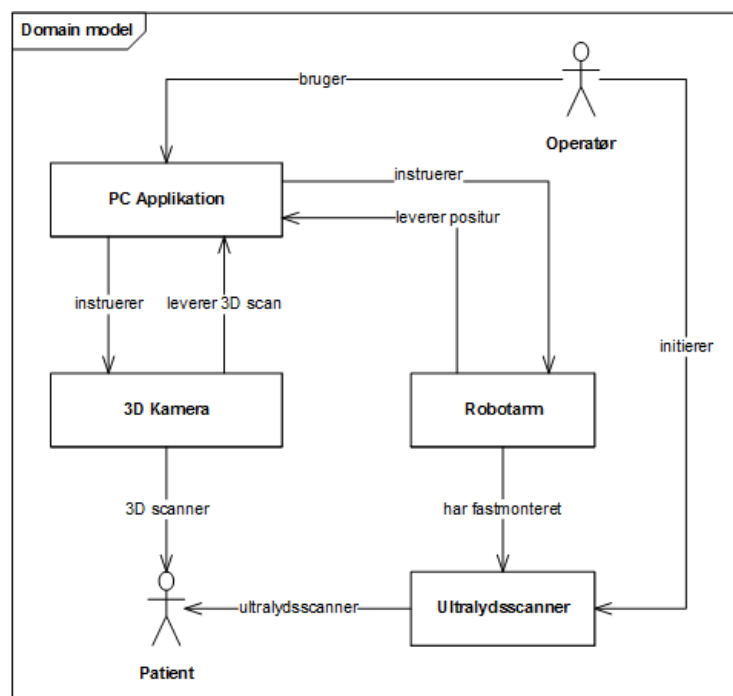 Domain model
bruger
Operatør
PC Applikation
instruerer
leverer positur
instruerer
leverer 3D scan
initierer
3D Kamera
Robotarm
3D scanner
har fastmonteret
ultralydsscanner
Ultralydsscanner
Patient